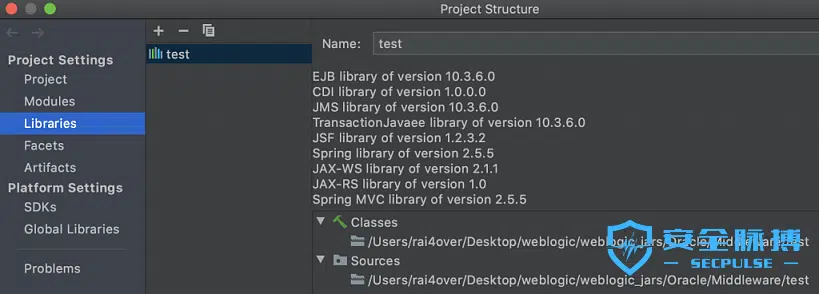 Project Structure
Project Settings
Project
Modules
Libraries
Facets
Artifacts
Platform Settings
SDKs
Global Libraries
Problems
test
Name: test
EJB library of version 10.3.6.0
CDI library of version 1.0.0.0
JMS library of version 10.3.6.0
TransactionJavaee library of version 10.3.6.0
JSF library of version 1.2.3.2
Spring library of version 2.5.5
JAX-WS library of version 2.1.1
JAX-RS library of version 1.0
Spring MVC library of version 2.5.5
Classes
/Users/rai4over/Desktop/weblogic/weblogic_jars/Oracle/Middleware/test
Sources
/Users/rai4over/Desktop/weblogic/weblogic_jars/Oracle/Middleware/test
安全脉搏
SECPULSE